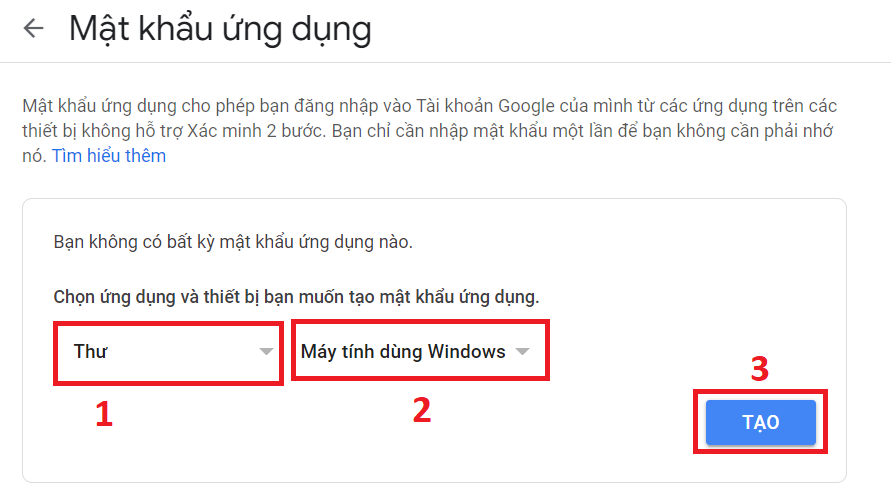 Mật khẩu ứng dụng
Mật khẩu ứng dụng cho phép bạn đăng nhập vào Tài khoản Google của mình từ các ứng dụng trên các
thiết bị không hỗ trợ Xác minh 2 bước. Bạn chỉ cần nhập mật khẩu một lần để bạn không cần phải nhớ
nó. Tìm hiểu thêm
Bạn không có bất kỳ mật khẩu ứng dụng nào.
Chọn ứng dụng và thiết bị bạn muốn tạo mật khẩu ứng dụng.
Thư
Máy tính dùng Windows
1
2
3
TẠO